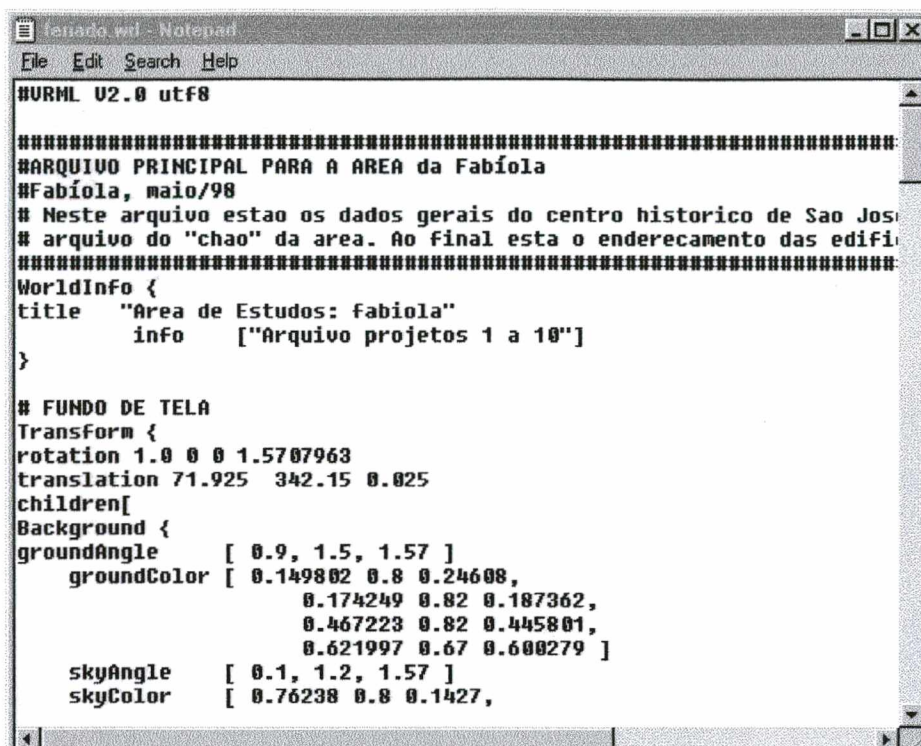 feriado.wrl - Notepad
File Edit Search Help
#VRML V2.0 utf8
####################################################################
#ARQUIVO PRINCIPAL PARA A AREA da Fabíola
#Fabíola, maio/98
# Neste arquivo estao os dados gerais do centro historico de Sao Jos
# arquivo do "chao" da area. Ao final esta o enderecamento das edifi
####################################################################
WorldInfo {
title "Area de Estudos: fabiola"
info ["Arquivo projetos 1 a 10"]
}
# FUNDO DE TELA
Transform {
rotation 1.0 0 0 1.5707963
translation 71.925 342.15 0.025
children[
Background {
groundAngle [ 0.9, 1.5, 1.57 ]
groundColor [ 0.149802 0.8 0.24608,
0.174249 0.82 0.187362,
0.467223 0.82 0.445801,
0.621997 0.67 0.600279 ]
skyAngle [ 0.1, 1.2, 1.57 ]
skyColor [ 0.76238 0.8 0.1427,